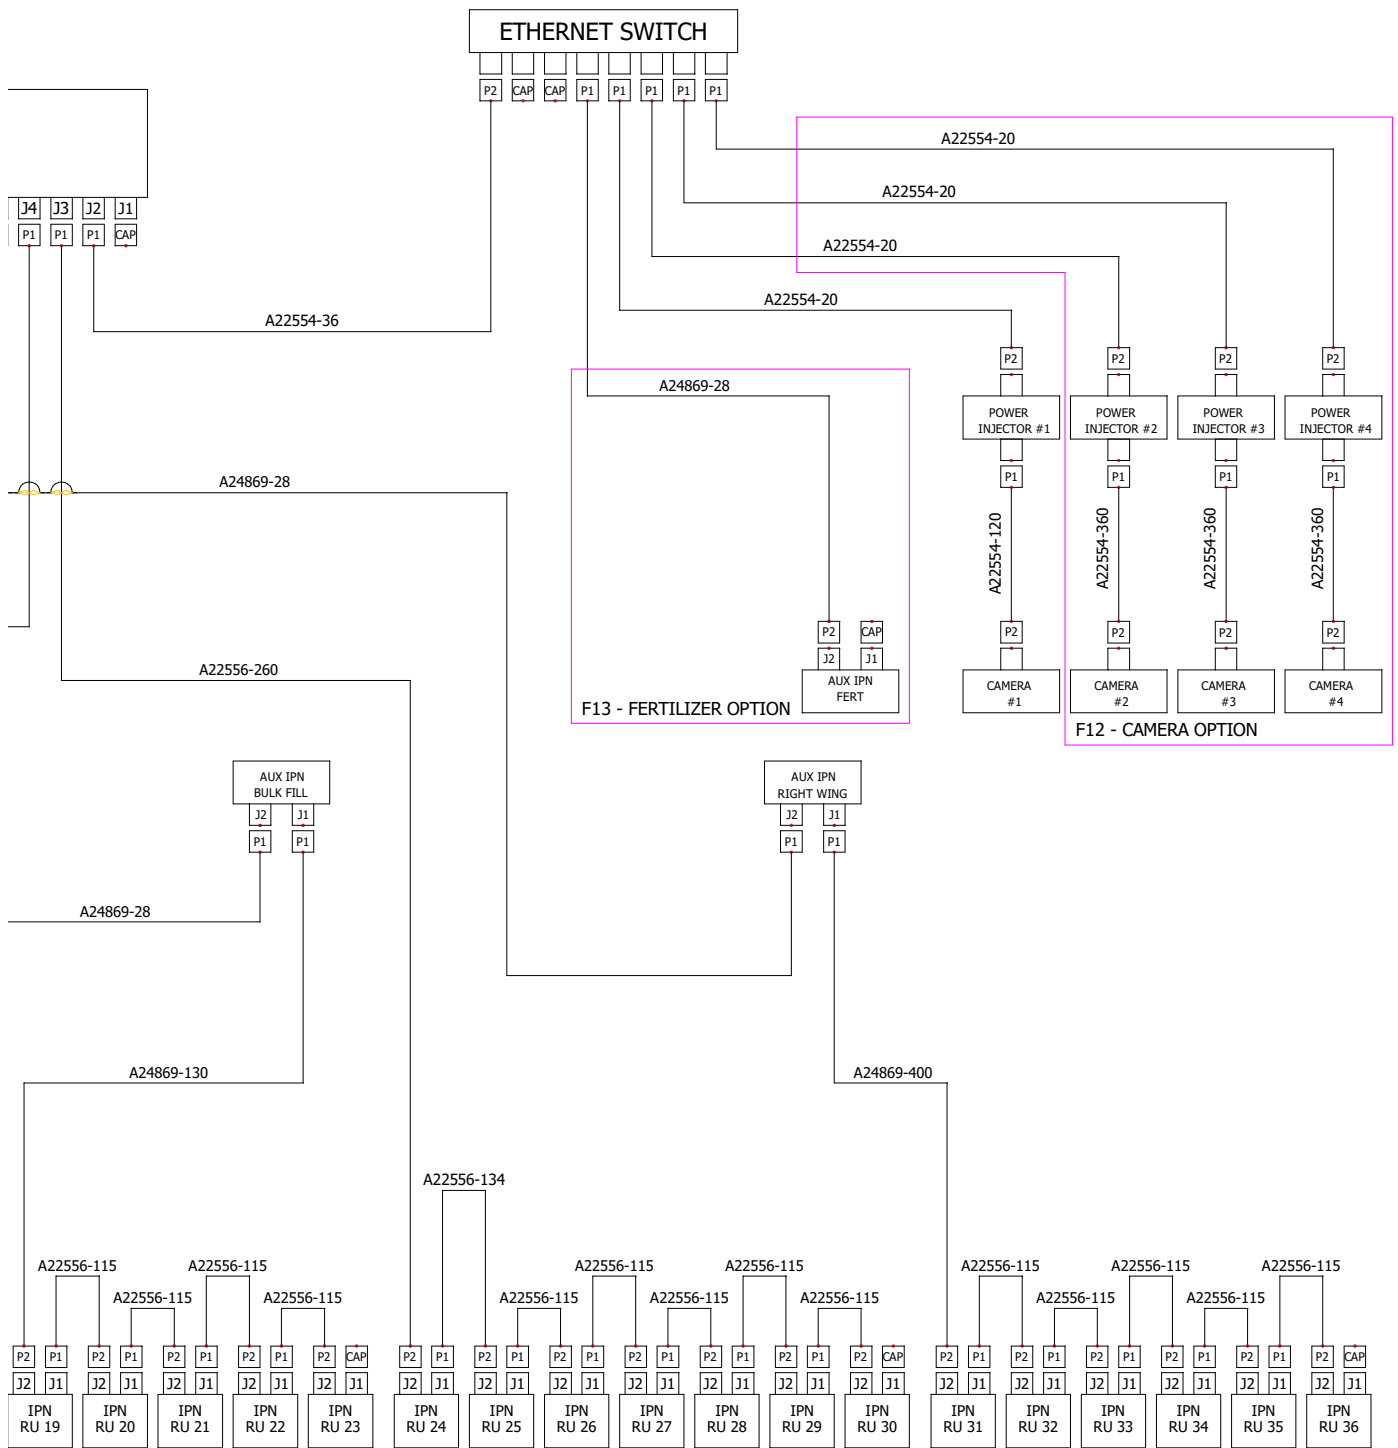 ETHERNET SWITCH
P2 CAP CAP P1 P1 P1 P1 P1
A22554-20
A22554-20
A22554-20
A22554-20
J4 J3 J2 J1
P1 P1 P1 CAP
A22554-36
P2 P2 P2 P2
A24869-28
POWER INJECTOR #1
POWER INJECTOR #2
POWER INJECTOR #3
POWER INJECTOR #4
P1 P1 P1 P1
A24869-28
A22554-120
A22554-360
A22554-360
A22554-360
P2 CAP P2 P2 P2 P2
J2 J1
A22556-260
AUX IPN
FERT
CAMERA #1
CAMERA #2
CAMERA #3
CAMERA #4
F13 - FERTILIZER OPTION
F12 - CAMERA OPTION
AUX IPN
BULK FILL
AUX IPN
RIGHT WING
J2 J1 J2 J1
P1 P1 P1 P1
A24869-28
A24869-130
A24869-400
A22556-134
A22556-115 A22556-115 A22556-115 A22556-115 A22556-115 A22556-115 A22556-115
A22556-115 A22556-115 A22556-115 A22556-115 A22556-115 A22556-115 A22556-115
P2 P1 P2 P1 P2 P1 P2 P1 P2 CAP P2 P1 P2 P1 P2 P1 P2 P1 P2 P1 P2 P1 P2 CAP P2 P1 P2 P1 P2 P1 P2 P1 P2 P1 P2 CAP
J2 J1 J2 J1 J2 J1 J2 J1 J2 J1 J2 J1 J2 J1 J2 J1 J2 J1 J2 J1 J2 J1 J2 J1 J2 J1 J2 J1 J2 J1 J2 J1 J2 J1 J2 J1
IPN IPN IPN IPN IPN IPN IPN IPN IPN IPN IPN IPN IPN IPN IPN IPN IPN IPN
RU 19 RU 20 RU 21 RU 22 RU 23 RU 24 RU 25 RU 26 RU 27 RU 28 RU 29 RU 30 RU 31 RU 32 RU 33 RU 34 RU 35 RU 36